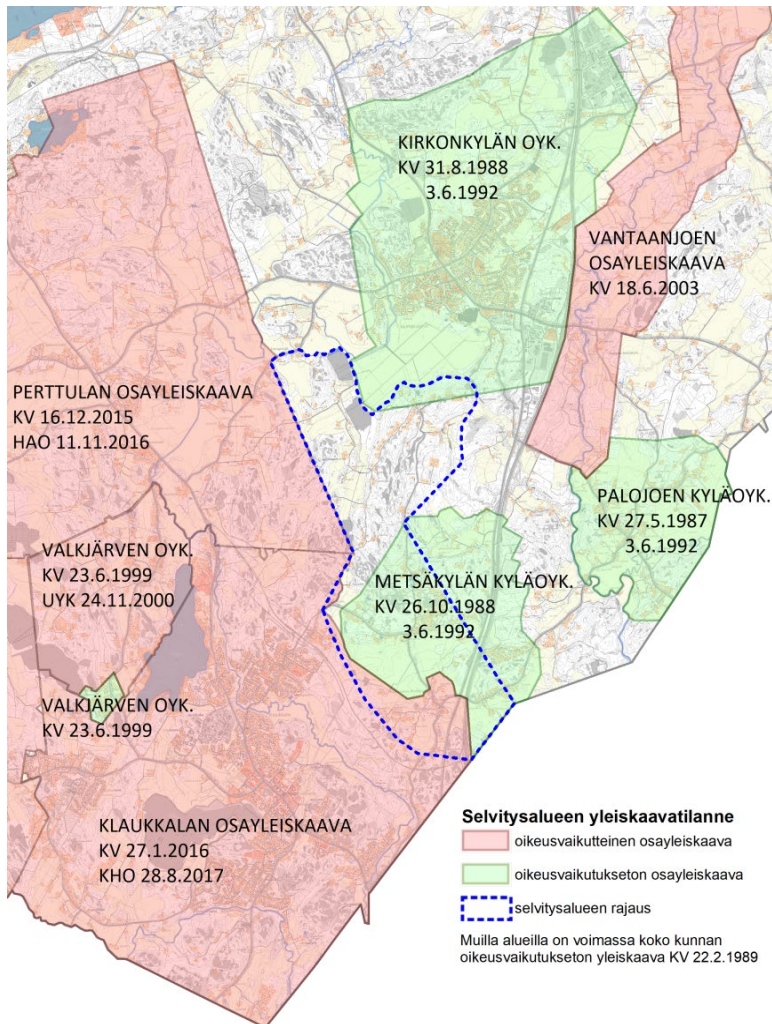 KIRKONKYLÄN OYK.
KV 31.8.1988
3.6.1992
VANTAANJOEN
OSAYLEISKAAVA
KV 18.6.2003
PERTTULAN OSAYLEISKAAVA
KV 16.12.2015
HAO 11.11.2016
PALOJOEN KYLÄOYK.
KV 27.5.1987
3.6.1992
VALKJÄRVEN OYK.
KV 23.6.1999
UYK 24.11.2000
METSÄKYLÄN KYLÄOYK.
KV 26.10.1988
3.6.1992
VALKJÄRVEN OYK.
KV 23.6.1999
KLAUKKALAN OSAYLEISKAAVA
KV 27.1.2016
KHO 28.8.2017
Selvitysalueen yleiskaavatilanne
oikeusvaikutteinen osayleiskaava
oikeusvaikutukseton osayleiskaava
selvitysalueen rajaus
Muilla alueilla on voimassa koko kunnan
oikeusvaikutukseton yleiskaava KV 22.2.1989